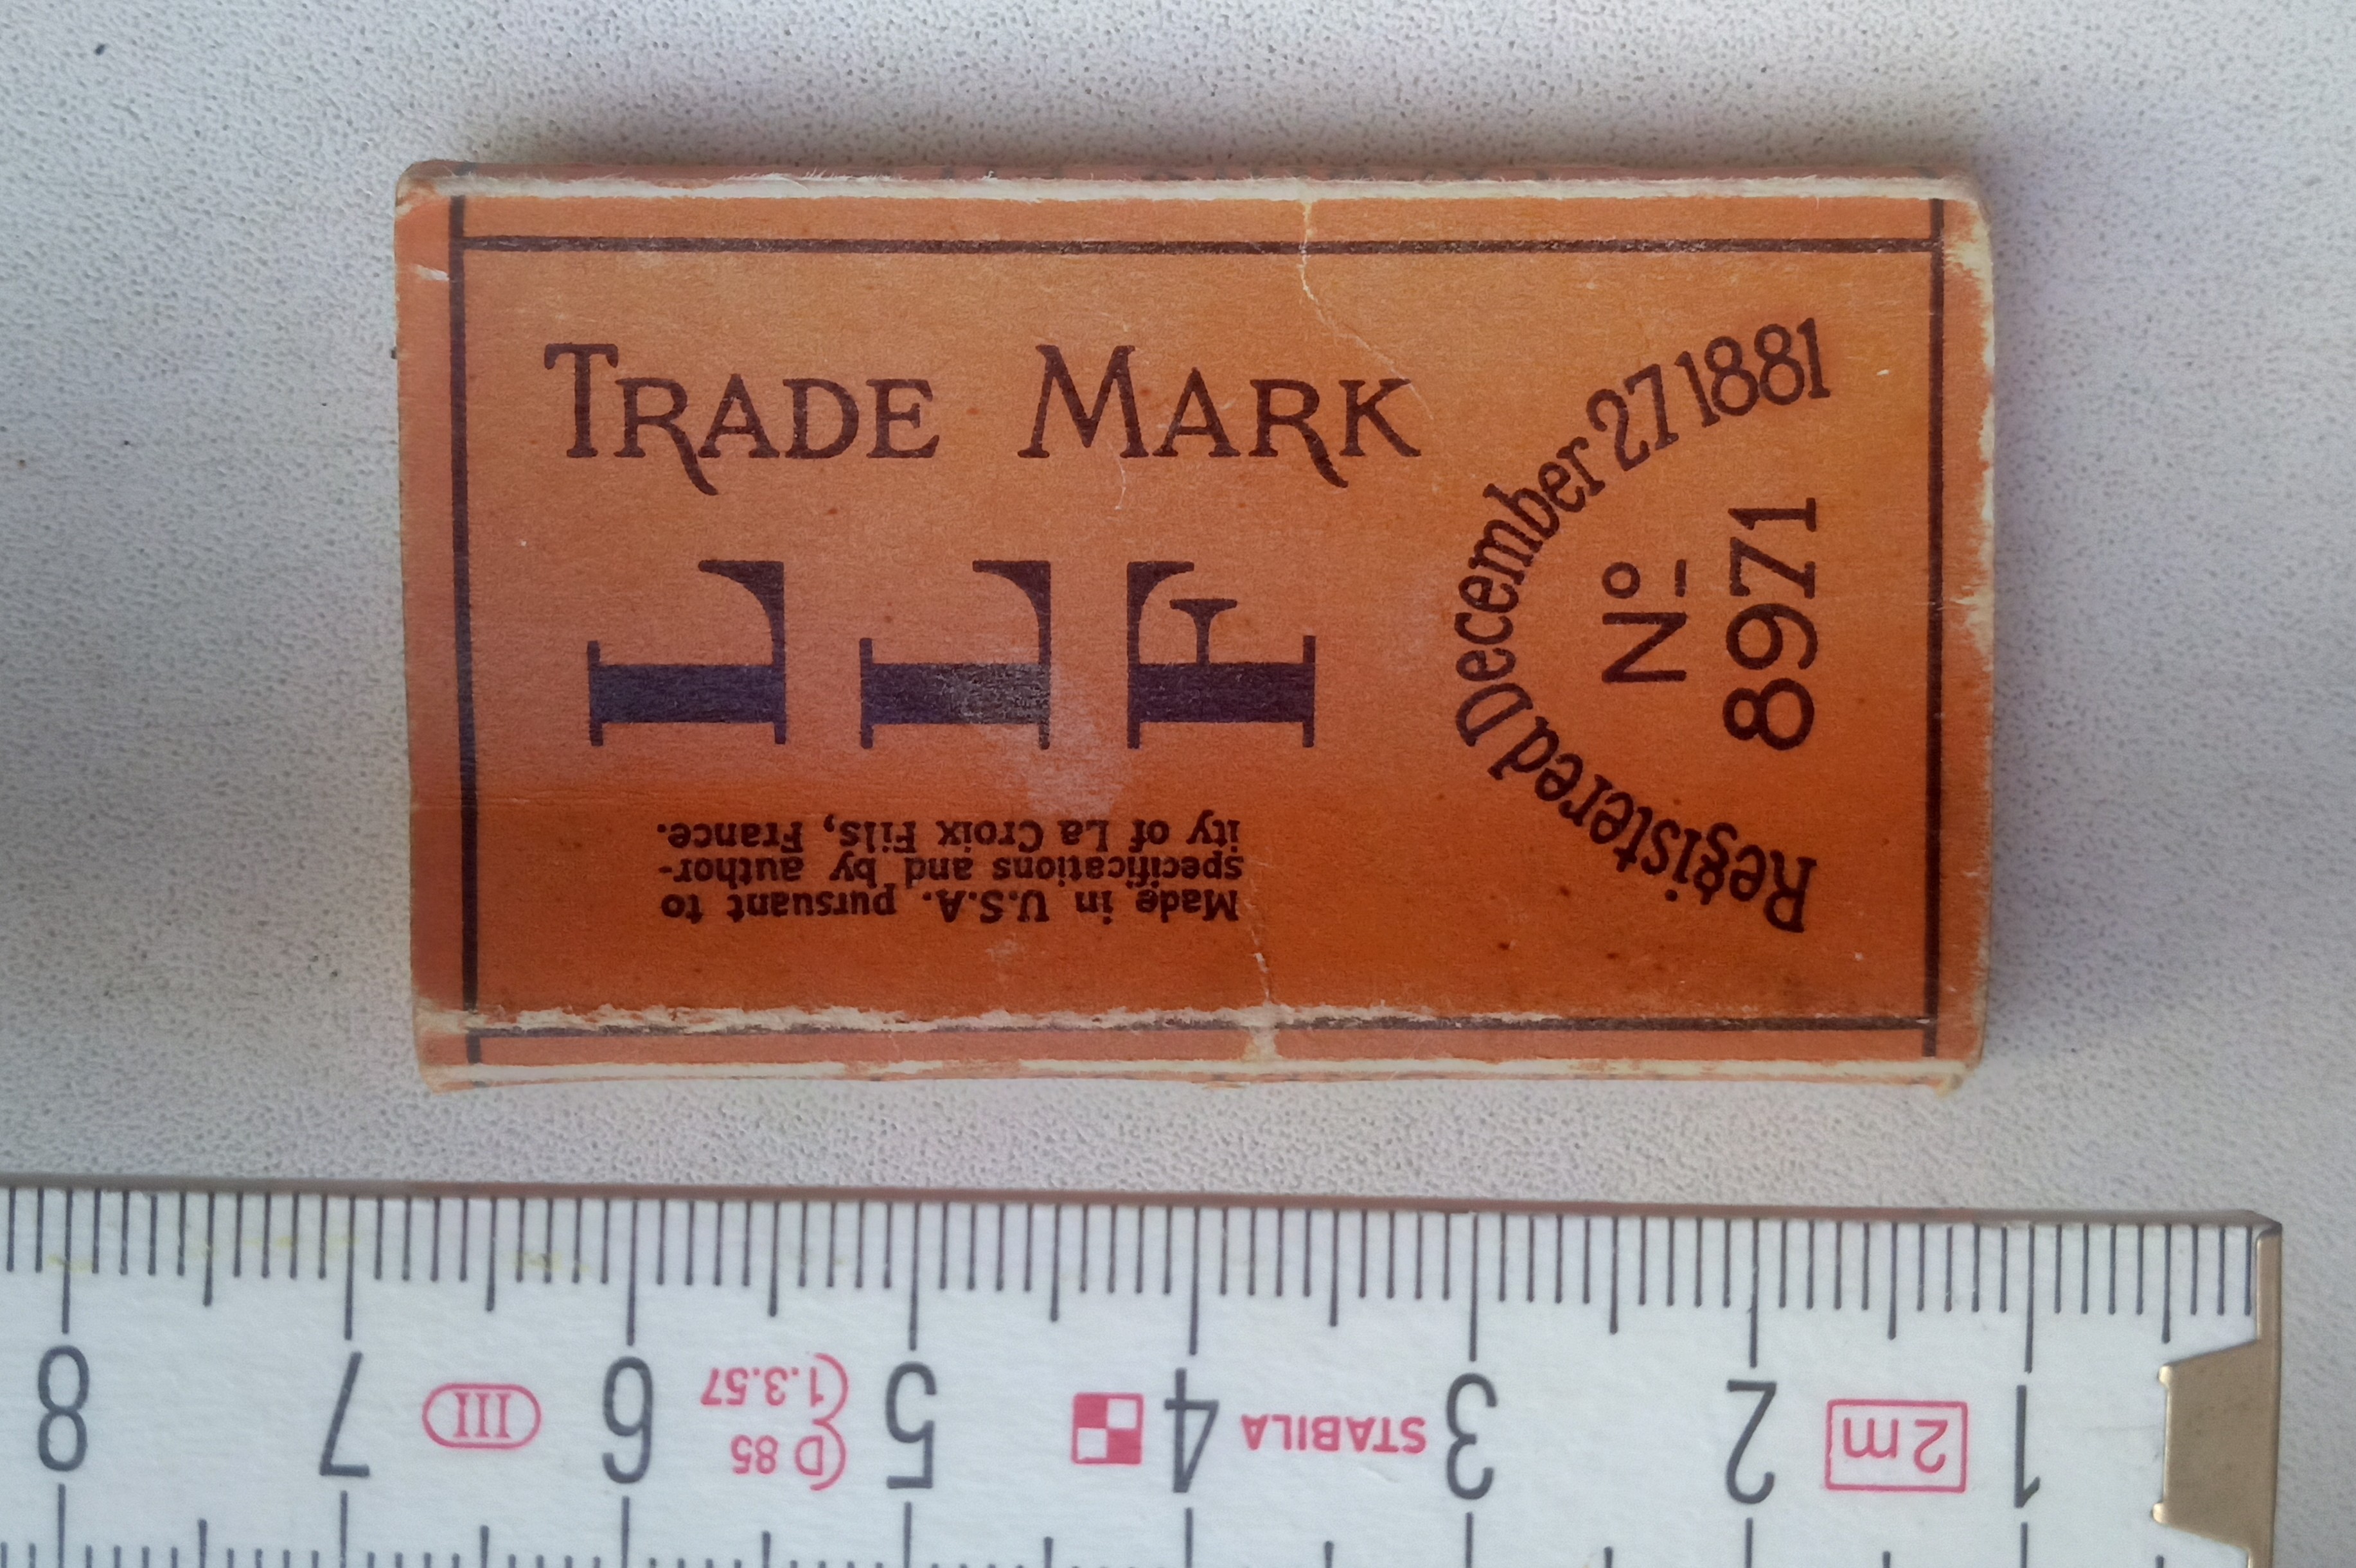 TRADE MARK
L
L
F
Registered December 27 1881
Nº
8971
Made in U.S.A. pursuant to
specifications and by author-
ity of La Croix Fils, France.
1
2m
2
3
STABILA
4
5
D 85
1.3.57
6
III
7
8